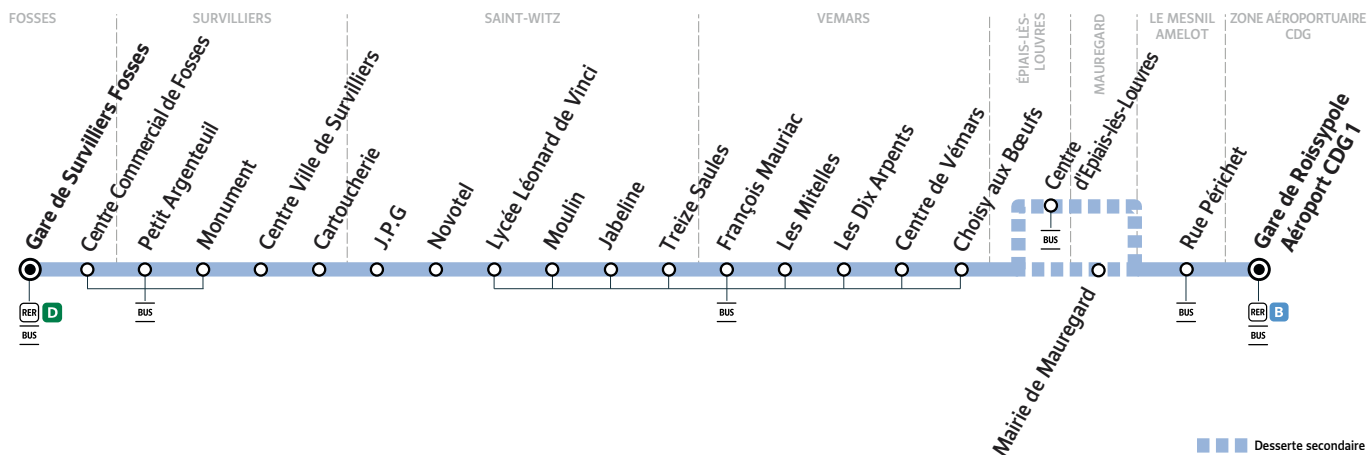 FOSSES
SURVILLIERS
SAINT-WITZ
VEMARS
ÉPIAIS-LÈS-
LOUVRES
MAUREGARD
LE MESNIL
AMELOT
ZONE AÉROPORTUAIRE
CDG
Gare de Survilliers Fosses
Centre Commercial de Fosses
Petit Argenteuil
Monument
Centre Ville de Survilliers
Cartoucherie
J.P.G
Novotel
Lycée Léonard de Vinci
Moulin
Jabeline
Treize Saules
François Mauriac
Les Mitelles
Les Dix Arpents
Centre de Vémars
Choisy aux Bœufs
Centre
d'Epiais-lès-Louvres
Mairie de Mauregard
Rue Périchet
Gare de Roissypole
Aéroport CDG 1
RER D
BUS
BUS
BUS
BUS
BUS
RER B
BUS
Desserte secondaire